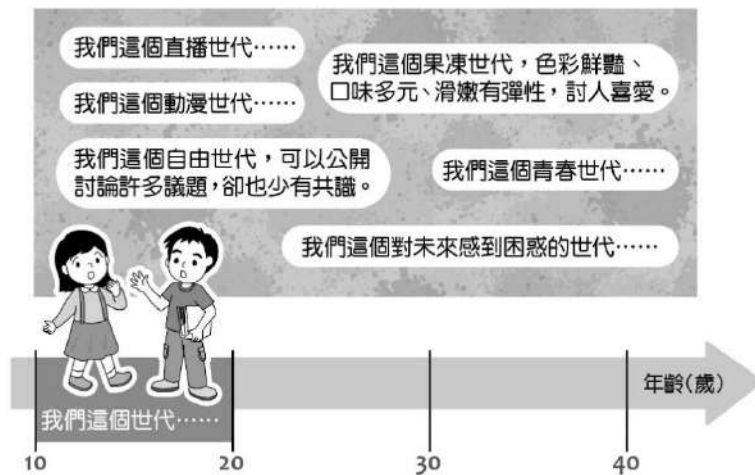 我們這個直播世代……
我們這個動漫世代……
我們這個果凍世代，色彩鮮豔、
口味多元、滑嫩有彈性，討人喜愛。
我們這個自由世代，可以公開
討論許多議題，卻也少有共識。
我們這個青春世代……
我們這個對未來感到困惑的世代……
年齡(歲)
我們這個世代……
10
20
30
40